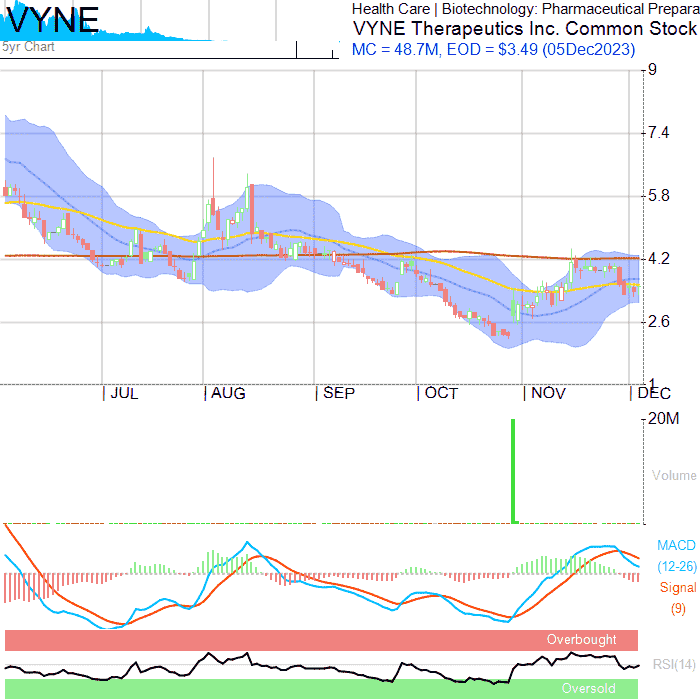 VYNE
5yr Chart
Health Care | Biotechnology: Pharmaceutical Prepara
VYNE Therapeutics Inc. Common Stock
MC = 48.7M, EOD = $3.49 (05Dec2023)
9
7.4
5.8
4.2
2.6
1
JUL AUG SEP OCT NOV DEC
20M
Volume
MACD
(12-26)
Signal
(9)
Overbought
RSI(14)
Oversold